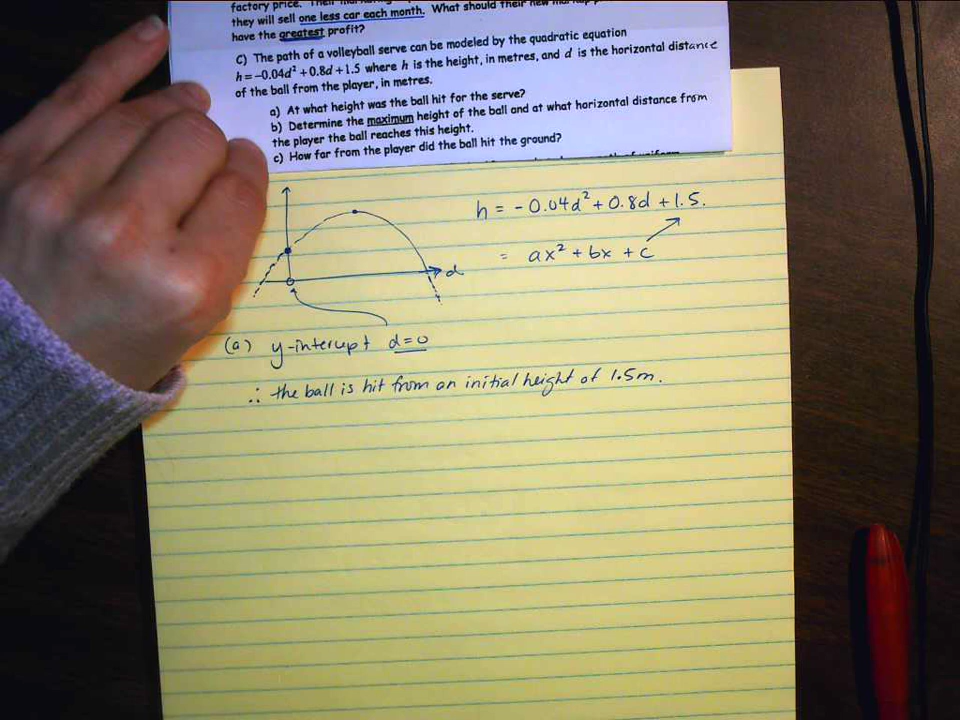 factory price.
they will sell one less car each month. What should their new
have the greatest profit?
C) The path of a volleyball serve can be modeled by the quadratic equation
h = -0.04d² + 0.8d + 1.5 where h is the height, in metres, and d is the horizontal distance
of the ball from the player, in metres.
a) At what height was the ball hit for the serve?
b) Determine the maximum height of the ball and at what horizontal distance from
the player the ball reaches this height.
c) How far from the player did the ball hit the ground?
h = - 0.04d² + 0.8d + 1.5.
= ax² + bx + c
d
(a) y-intercept d=0
∴ the ball is hit from an initial height of 1.5m.